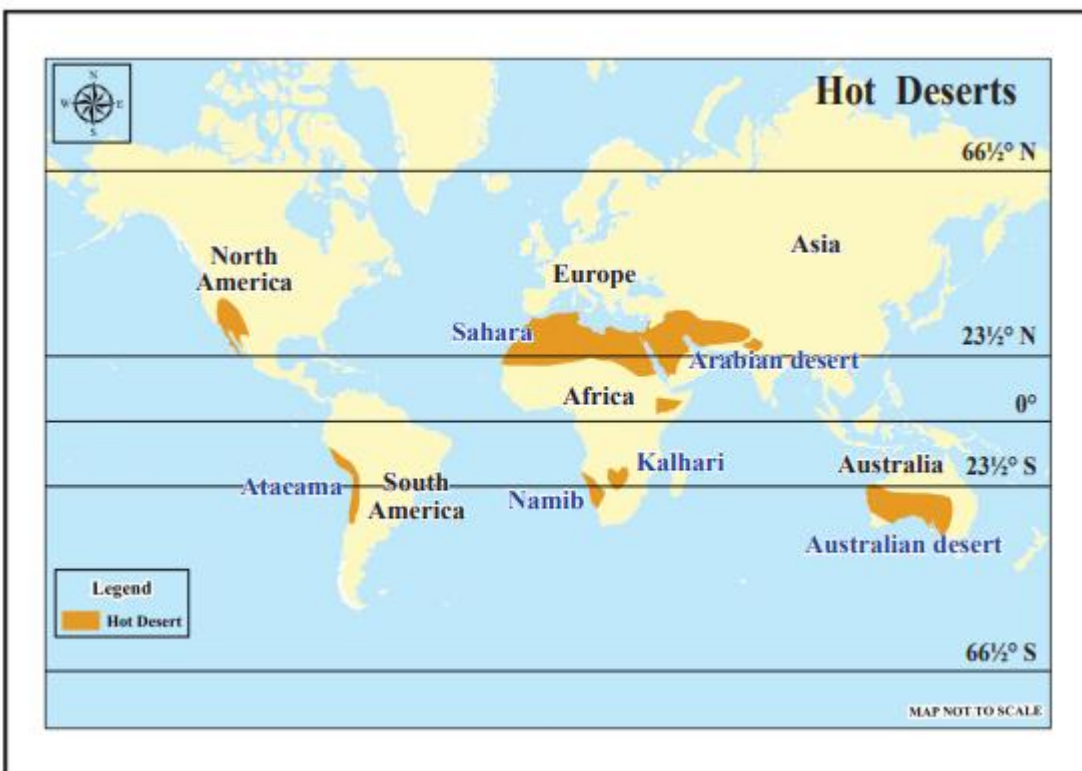 Hot Deserts
N
W
E
S
66½° N
North
America
Europe
Asia
Sahara
23½° N
Arabian desert
Africa
0°
Kalhari
Australia
23½° S
Atacama
South
America
Namib
Australian desert
Legend
Hot Desert
66½° S
MAP NOT TO SCALE